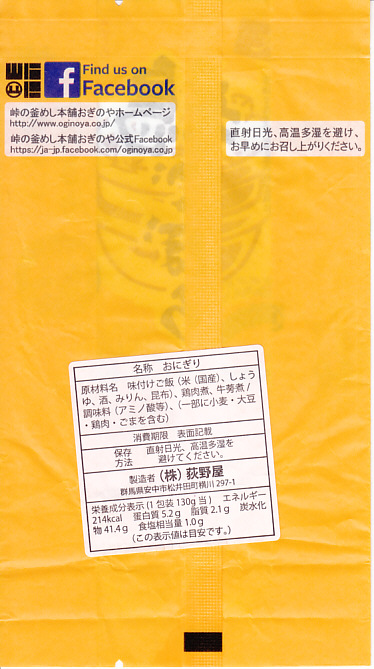 Find us on
Facebook
峠の釜めし本舗おぎのやホームページ
http://www.oginoya.co.jp/
峠の釜めし本舗おぎのや公式Facebook
https://ja-jp.facebook.com/oginoya.co.jp
直射日光、高温多湿を避け、
お早めにお召し上がりください。
名称 おにぎり
原材料名 味付けご飯(米(国産)、しょう
ゆ、酒、みりん、昆布)、鶏肉煮、牛蒡煮/
調味料(アミノ酸等)、(一部に小麦・大豆
・鶏肉・ごまを含む)
消費期限 表面記載
保存方法 直射日光、高温多湿を
避けてください。
製造者 (株)荻野屋
群馬県安中市松井田町横川297-1
栄養成分表示(1包装130g当) エネルギー
214kcal 蛋白質5.2g 脂質2.1g 炭水化
物41.4g 食塩相当量1.0g
(この表示値は目安です。)